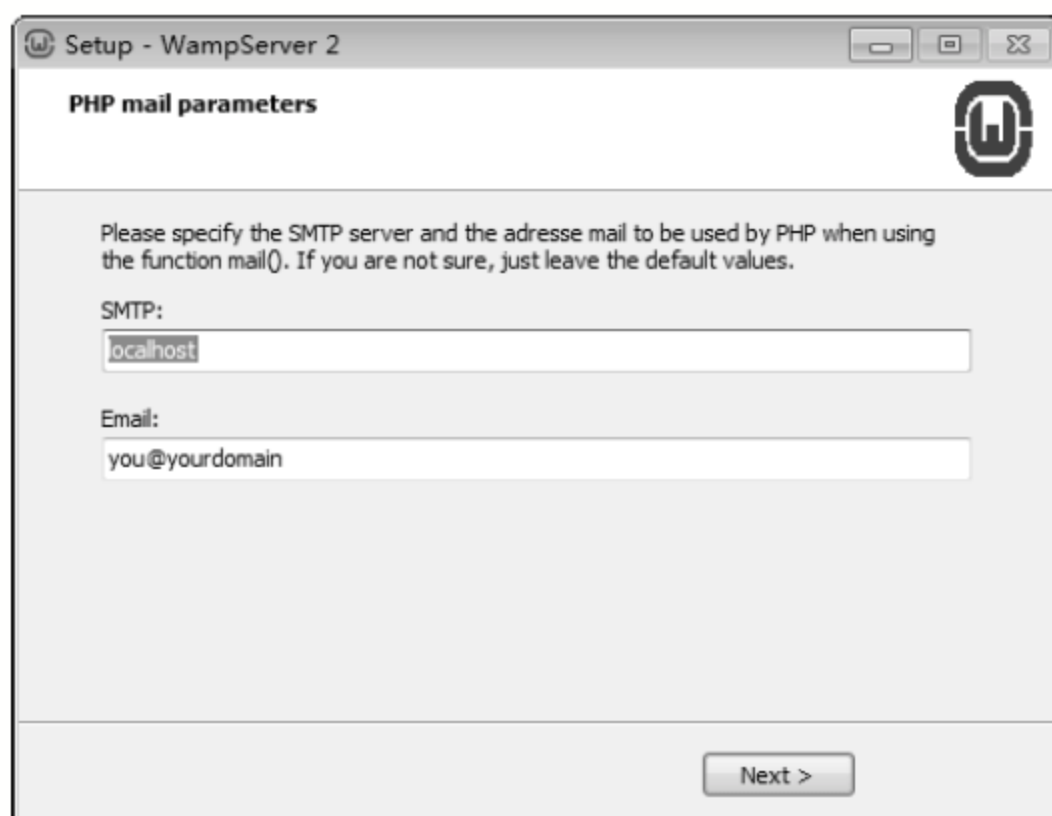 Setup - WampServer 2
PHP mail parameters
Please specify the SMTP server and the adresse mail to be used by PHP when using
the function mail(). If you are not sure, just leave the default values.
SMTP:
localhost
Email:
you@yourdomain
Next >